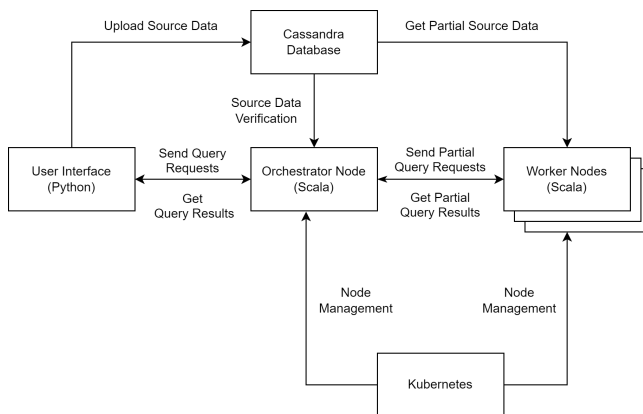 Upload Source Data
Cassandra
Database
Get Partial Source Data
Source Data
Verification
User Interface
(Python)
Send Query
Requests
Get
Query Results
Orchestrator Node
(Scala)
Send Partial
Query Requests
Get Partial
Query Results
Worker Nodes
(Scala)
Node
Management
Node
Management
Kubernetes